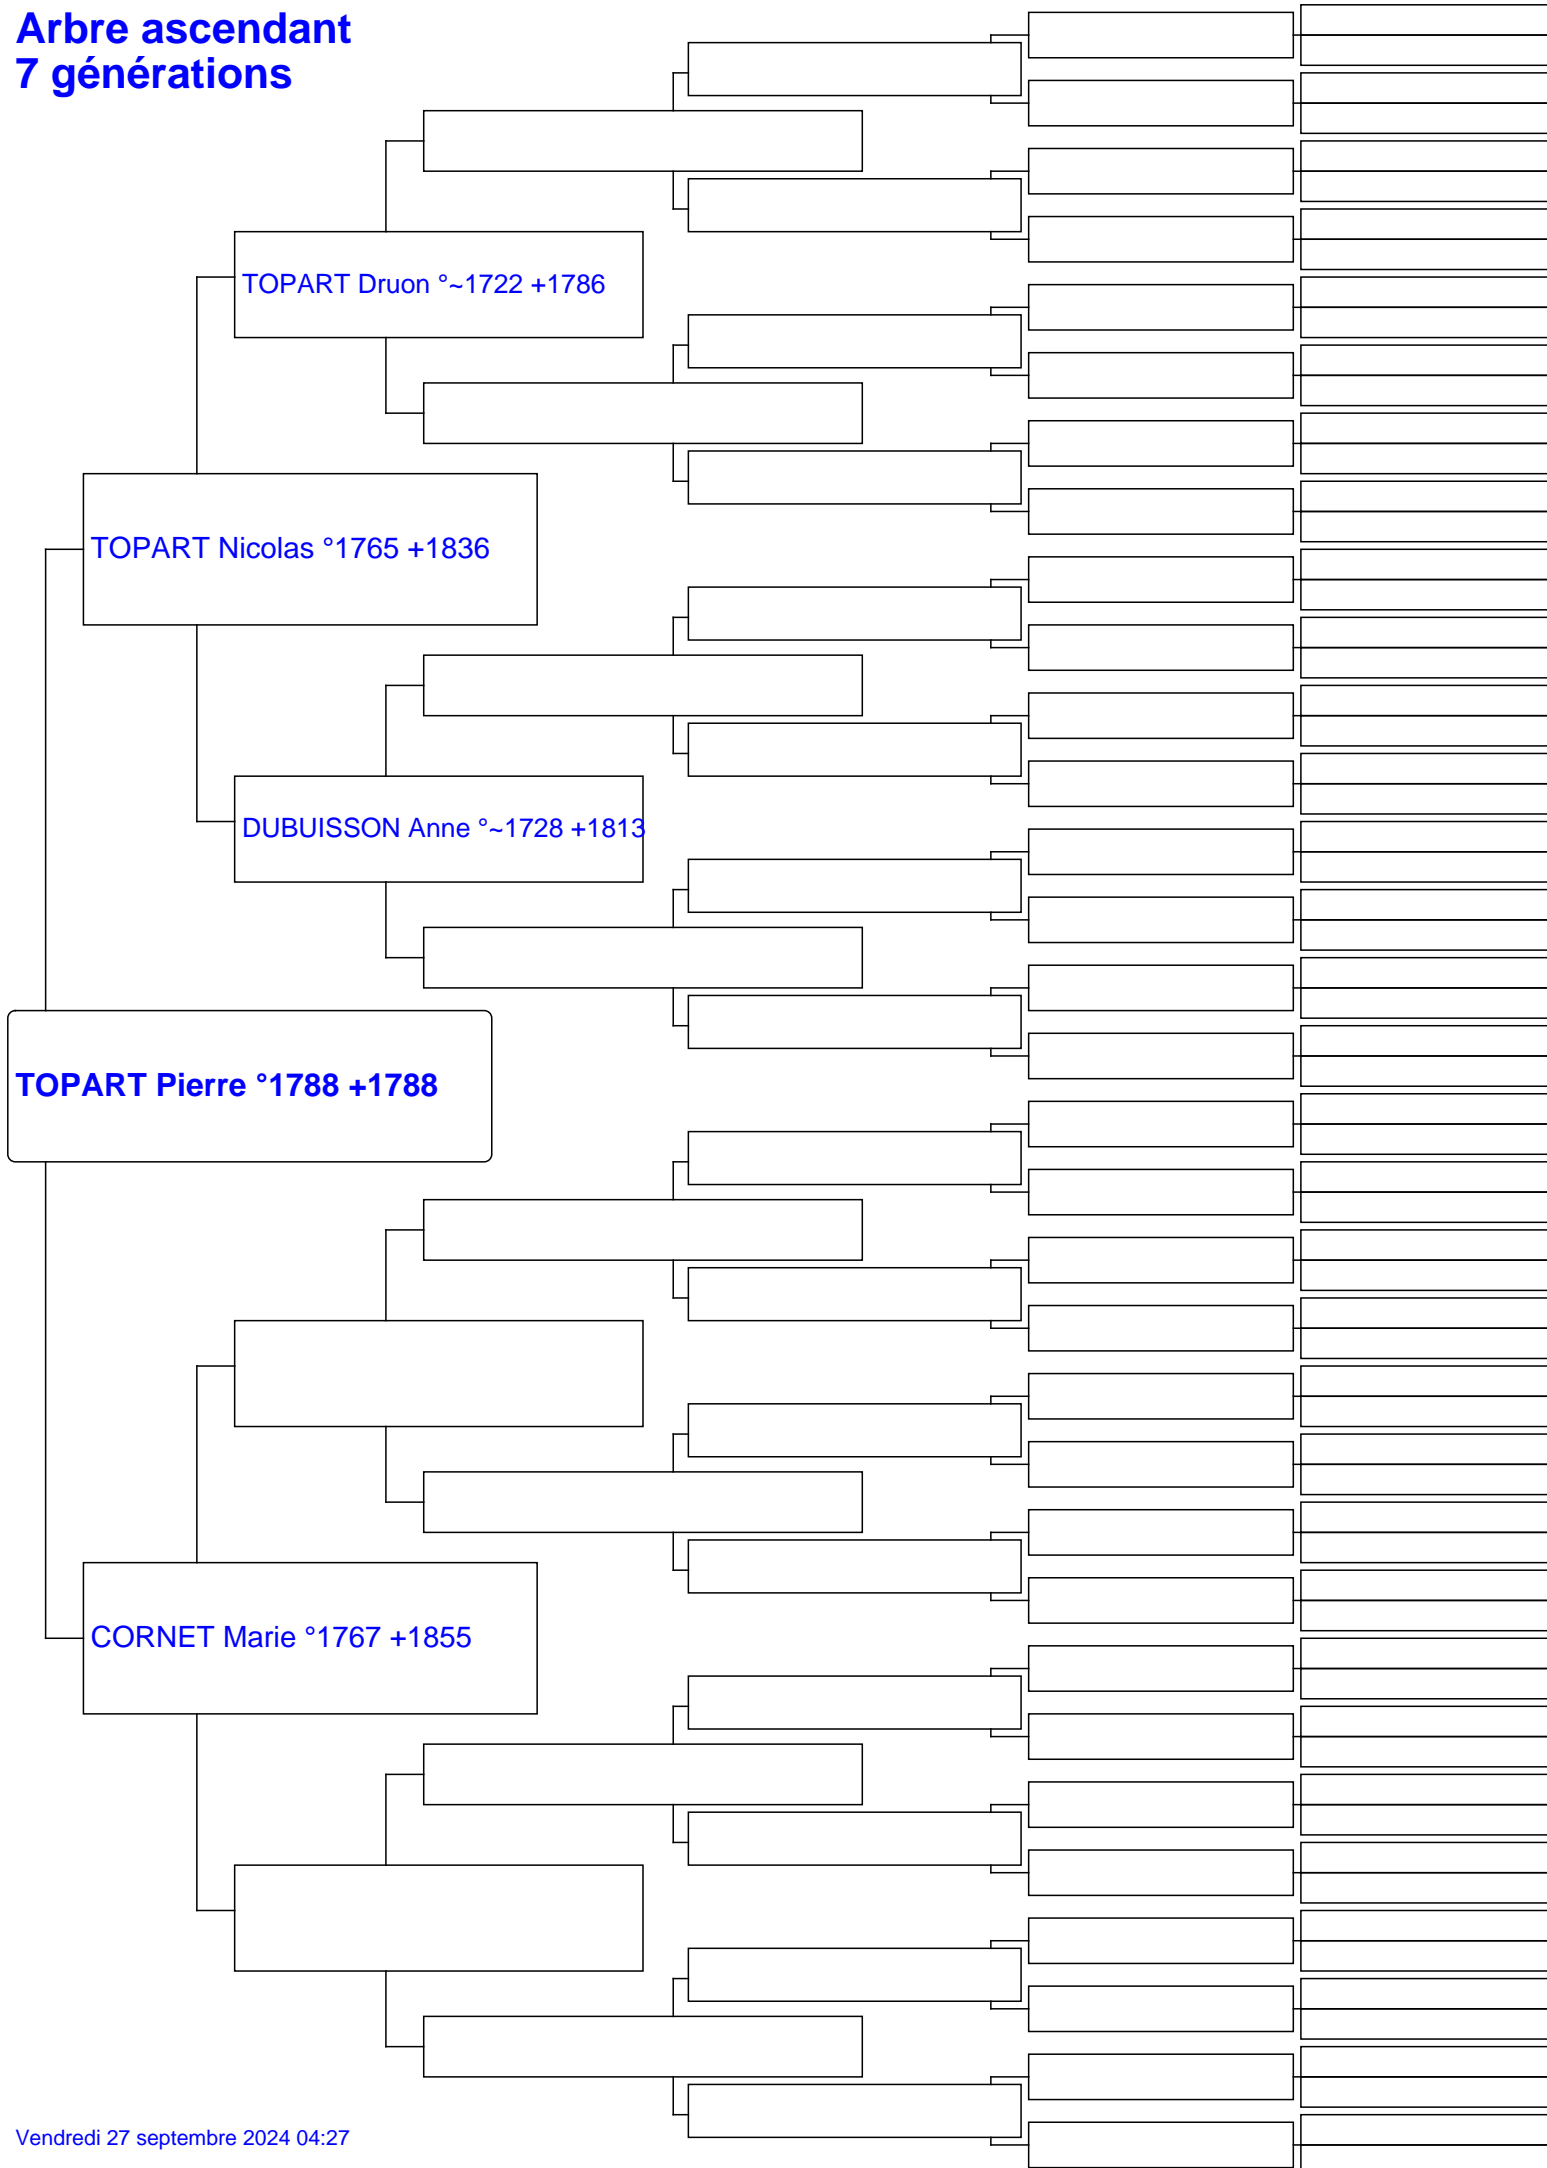 Arbre ascendant
7 générations
TOPART Druon °~1722 +1786
TOPART Nicolas °1765 +1836
DUBUISSON Anne °~1728 +1813
TOPART Pierre °1788 +1788
CORNET Marie °1767 +1855
Vendredi 27 septembre 2024 04:27